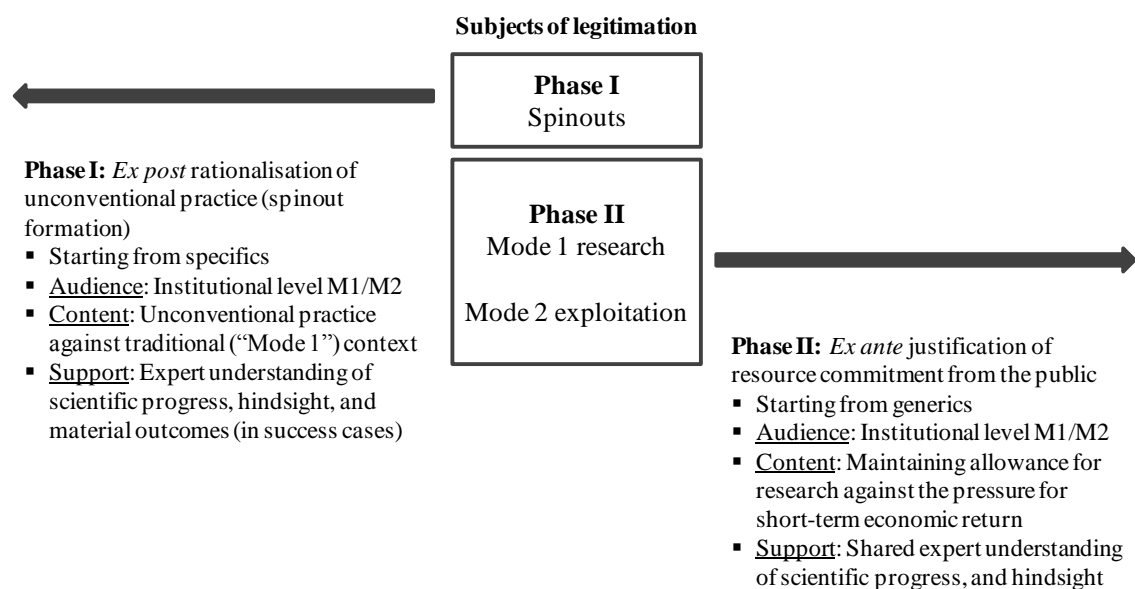 Subjects of legitimation
Phase I
Spinouts
Phase I: Ex post rationalisation of
unconventional practice (spinout
formation)
▪ Starting from specifics
▪ Audience: Institutional level M1/M2
▪ Content: Unconventional practice
against traditional (“Mode 1”) context
▪ Support: Expert understanding of
scientific progress, hindsight, and
material outcomes (in success cases)
Phase II
Mode 1 research
Mode 2 exploitation
Phase II: Ex ante justification of
resource commitment from the public
▪ Starting from generics
▪ Audience: Institutional level M1/M2
▪ Content: Maintaining allowance for
research against the pressure for
short-term economic return
▪ Support: Shared expert understanding
of scientific progress, and hindsight